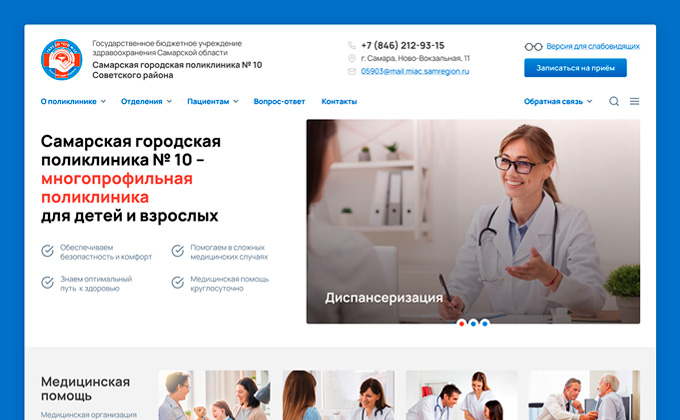 Государственное бюджетное учреждение
здравоохранения Самарской области
Самарская городская поликлиника № 10
Советского района
+7 (846) 212-93-15
г. Самара, Ново-Вокзальная, 11
05903@mail.miac.samregion.ru
Версия для слабовидящих
Записаться на приём
О поликлинике
Отделения
Пациентам
Вопрос-ответ
Контакты
Обратная связь
Самарская городская
поликлиника № 10 –
многопрофильная
поликлиника
для детей и взрослых
Обеспечиваем
безопастность и комфорт
Помогаем в сложных
медицинских случаях
Знаем оптимальный
путь к здоровью
Медицинская помощь
круглосуточно
Диспансеризация
Медицинская
помощь
Медицинская организация